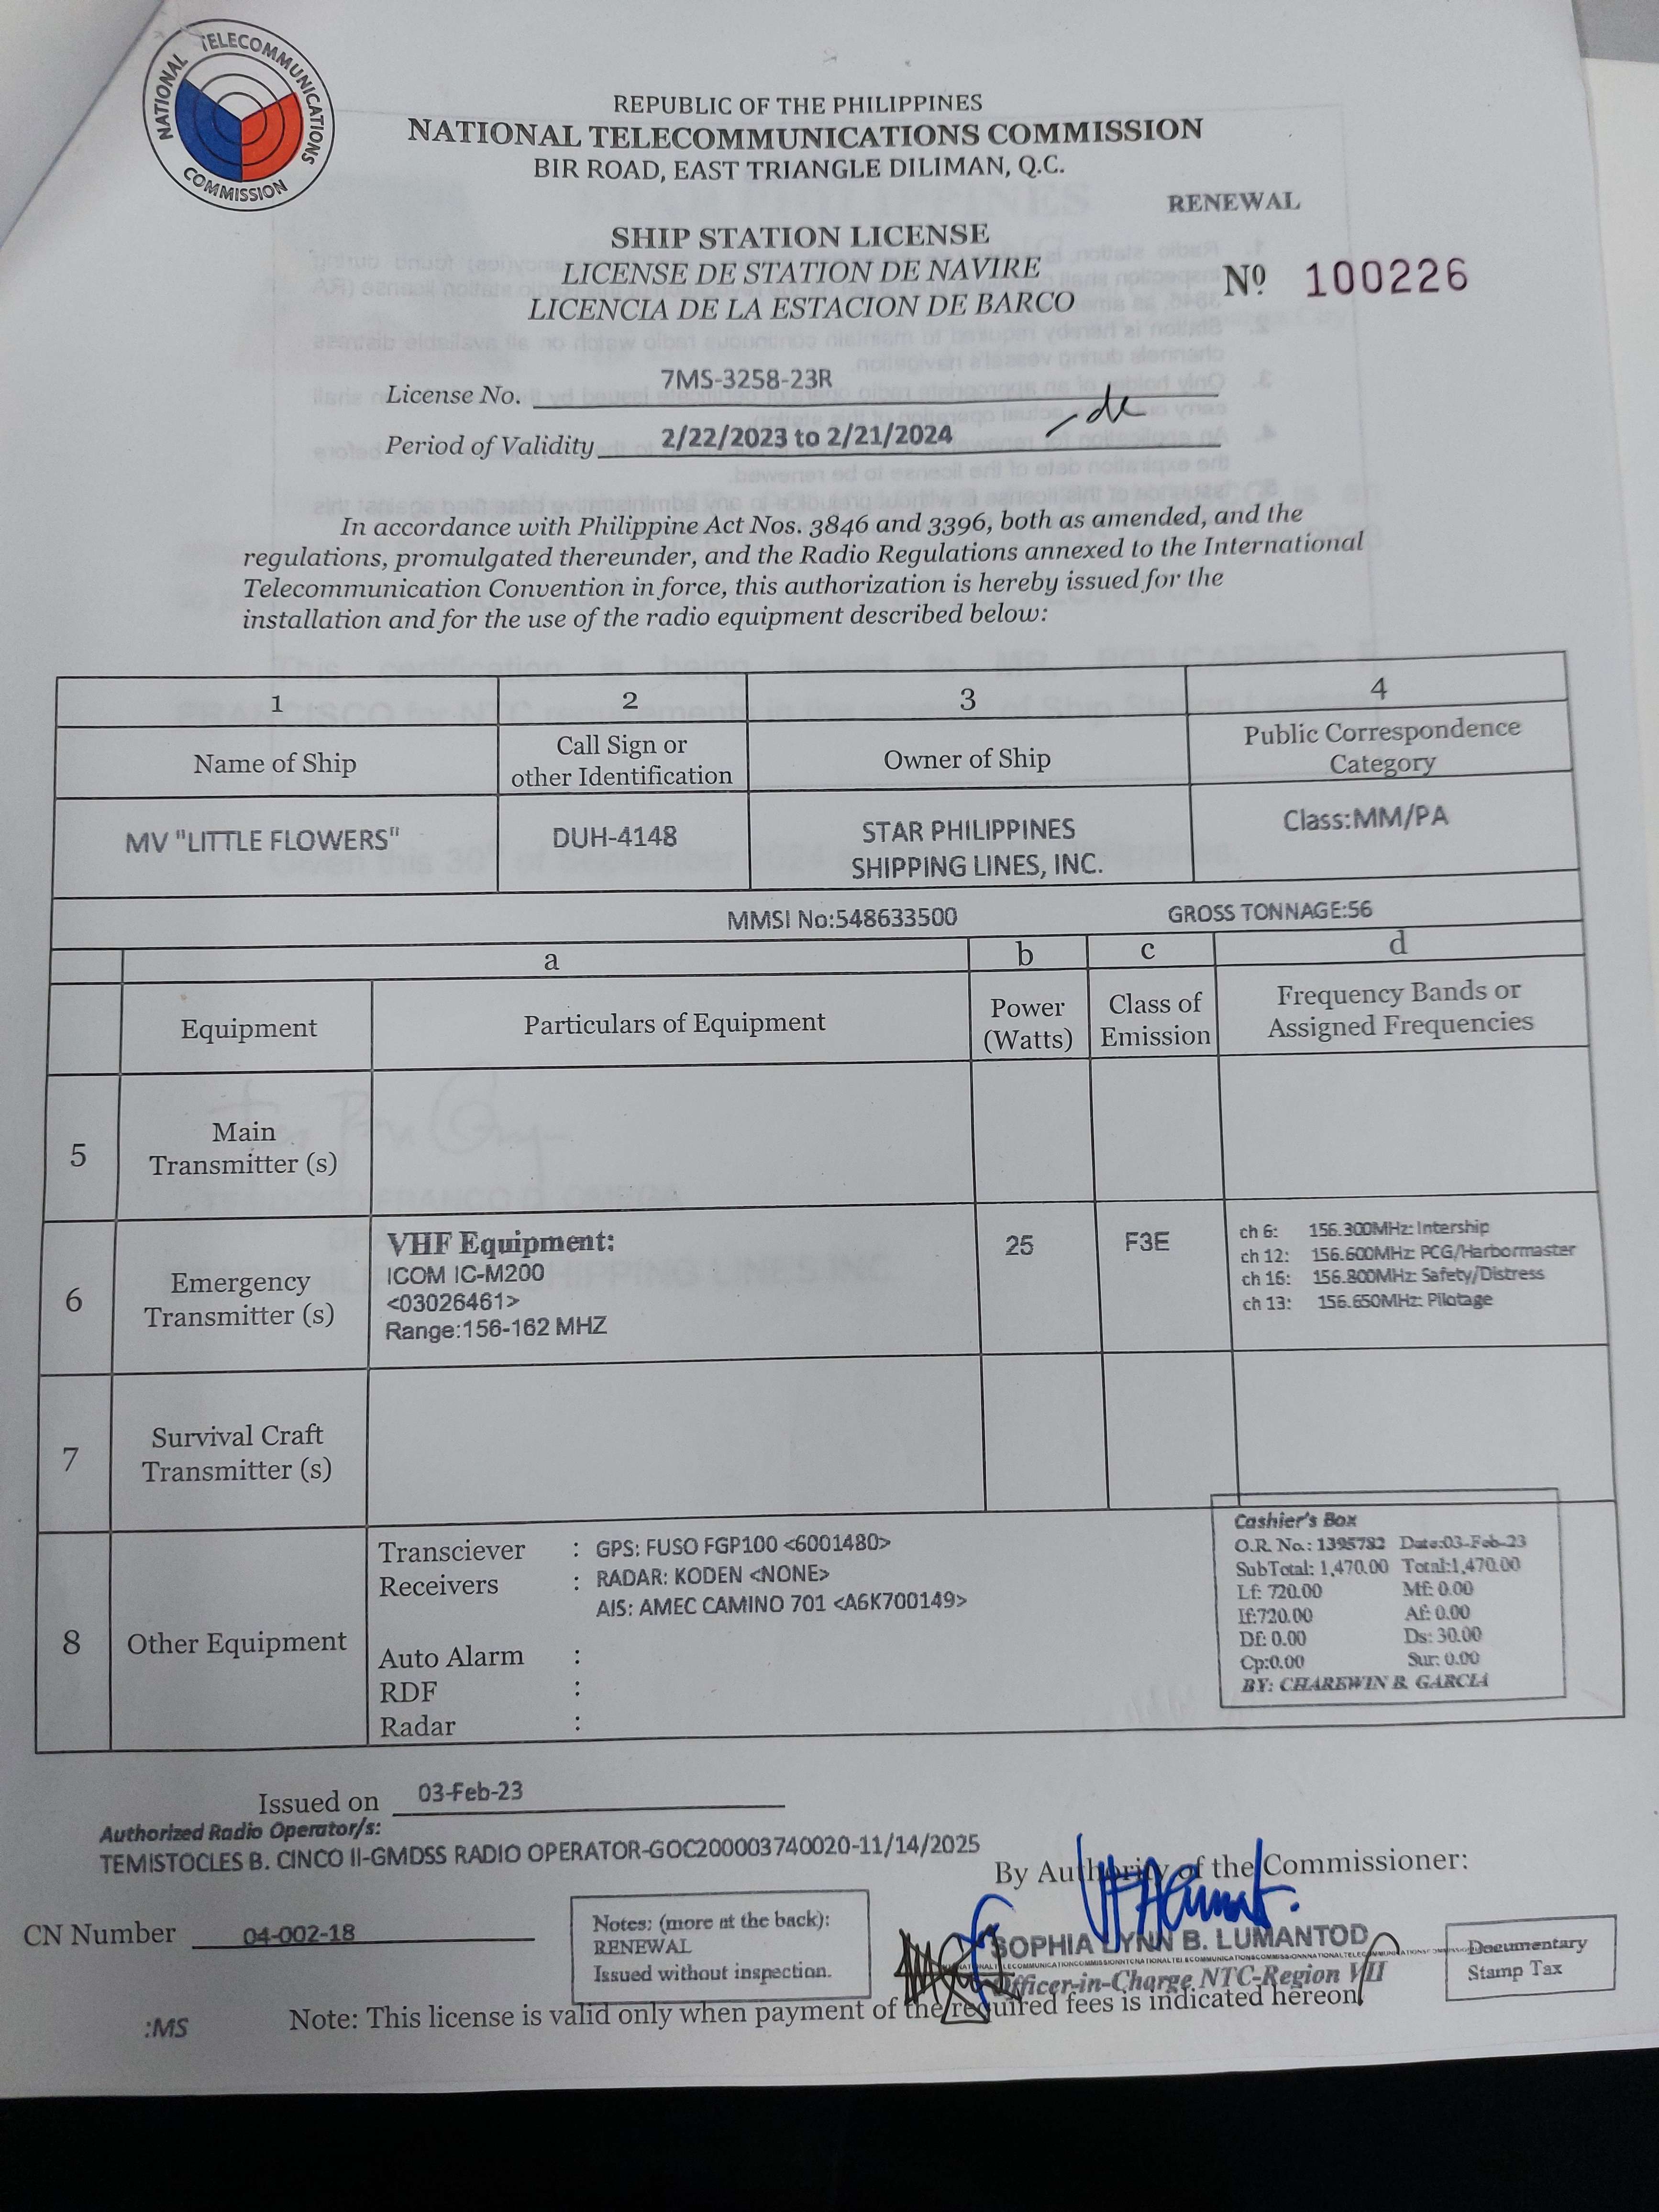 NATIONAL TELECOMMUNICATIONS COMMISSION
REPUBLIC OF THE PHILIPPINES
NATIONAL TELECOMMUNICATIONS COMMISSION
BIR ROAD, EAST TRIANGLE DILIMAN, Q.C.
RENEWAL
SHIP STATION LICENSE
LICENSE DE STATION DE NAVIRE
LICENCIA DE LA ESTACION DE BARCO
Nº 100226
License No. 7MS-3258-23R
Period of Validity 2/22/2023 to 2/21/2024
In accordance with Philippine Act Nos. 3846 and 3396, both as amended, and the
regulations, promulgated thereunder, and the Radio Regulations annexed to the International
Telecommunication Convention in force, this authorization is hereby issued for the
installation and for the use of the radio equipment described below:
1 2 3 4
Name of Ship
Call Sign or
other Identification
Owner of Ship
Public Correspondence
Category
MV "LITTLE FLOWERS"
DUH-4148
STAR PHILIPPINES
SHIPPING LINES, INC.
Class:MM/PA
MMSI No:548633500 GROSS TONNAGE:56
a b c d
Equipment
Particulars of Equipment
Power
(Watts)
Class of
Emission
Frequency Bands or
Assigned Frequencies
5
Main
Transmitter (s)
6
Emergency
Transmitter (s)
VHF Equipment:
ICOM IC-M200
<03026461>
Range:156-162 MHZ
25
F3E
ch 6: 156.300MHz: Intership
ch 12: 156.600MHz: PCG/Harbormaster
ch 16: 156.800MHz: Safety/Distress
ch 13: 156.650MHz: Pilotage
7
Survival Craft
Transmitter (s)
8
Other Equipment
Transciever : GPS: FUSO FGP100 <6001480>
Receivers : RADAR: KODEN <NONE>
AIS: AMEC CAMINO 701 <A6K700149>
Auto Alarm :
RDF :
Radar :
Cashier's Box
O.R. No.: 1395782 Date:03-Feb-23
SubTotal: 1,470.00 Total:1,470.00
Lf: 720.00 Mf: 0.00
If:720.00 Af: 0.00
Df: 0.00 Ds: 30.00
Cp:0.00 Sur: 0.00
BY: CHAREWIN B. GARCIA
Issued on 03-Feb-23
Authorized Radio Operator/s:
TEMISTOCLES B. CINCO II-GMDSS RADIO OPERATOR-GOC200003740020-11/14/2025
By Authority of the Commissioner:
CN Number 04-002-18
Notes: (more at the back):
RENEWAL
Issued without inspection.
SOPHIA LYNN B. LUMANTOD
Officer-in-Charge NTC-Region VII
Documentary
Stamp Tax
Note: This license is valid only when payment of the required fees is indicated hereon
:MS